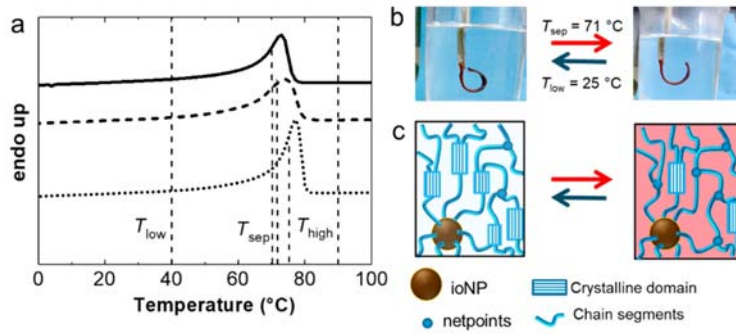 a
endo up
T_low
T_sep
T_high
0 20 40 60 80 100
Temperature (°C)
b
T_sep = 71 °C
T_low = 25 °C
c
ioNP
Crystalline domain
netpoints
Chain segments